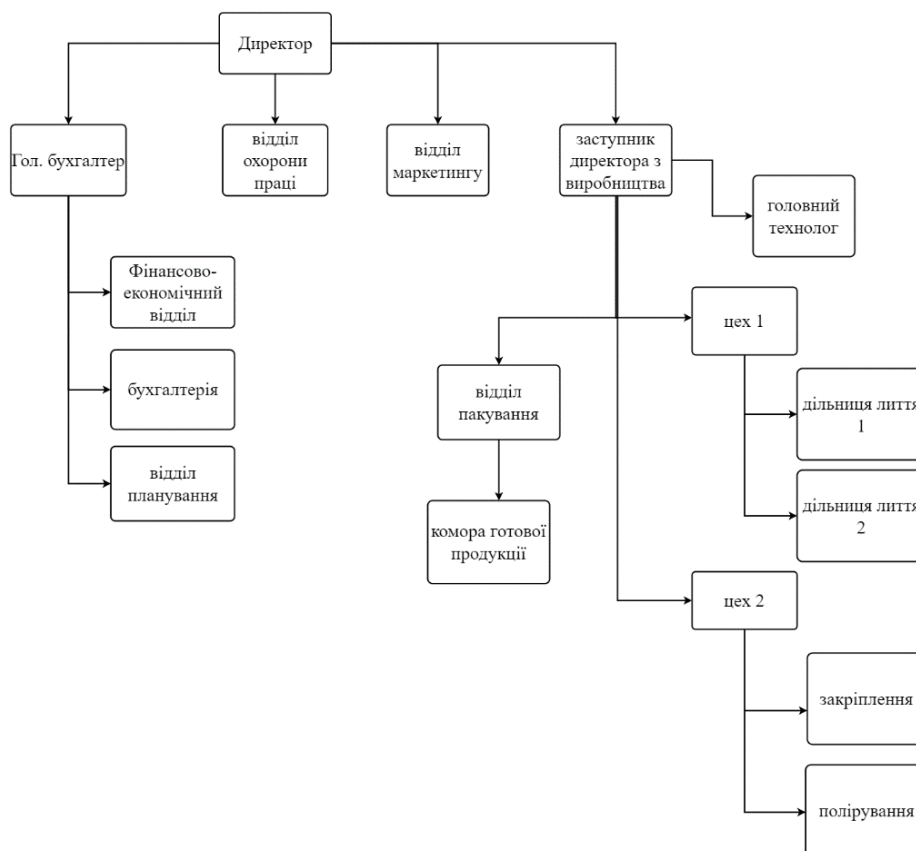 Директор
Гол. бухгалтер
відділ
охорони
праці
відділ
маркетингу
заступник
директора з
виробництва
головний
технолог
Фінансово-
економічний
відділ
цех 1
бухгалтерія
відділ
пакування
дільниця лиття
1
відділ
планування
комора готової
продукції
дільниця лиття
2
цех 2
закріплення
полірування